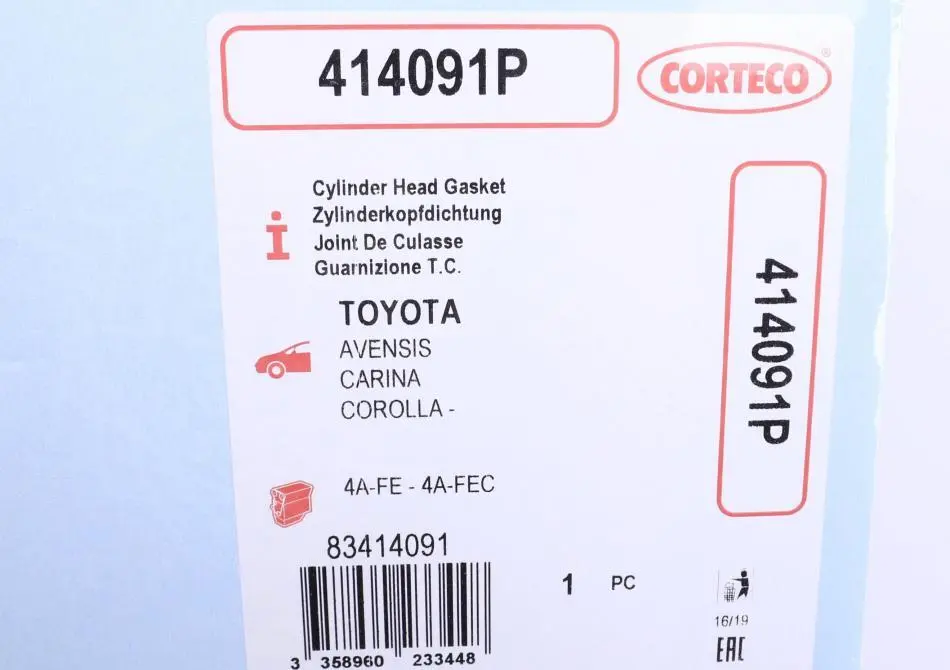 414091P
CORTECO®
Cylinder Head Gasket
Zylinderkopfdichtung
Joint De Culasse
Guarnizione T.C.
TOYOTA
AVENSIS
CARINA
COROLLA -
414091P
4A-FE - 4A-FEC
83414091
1 PC
16/19
EAC
3 358960 233448